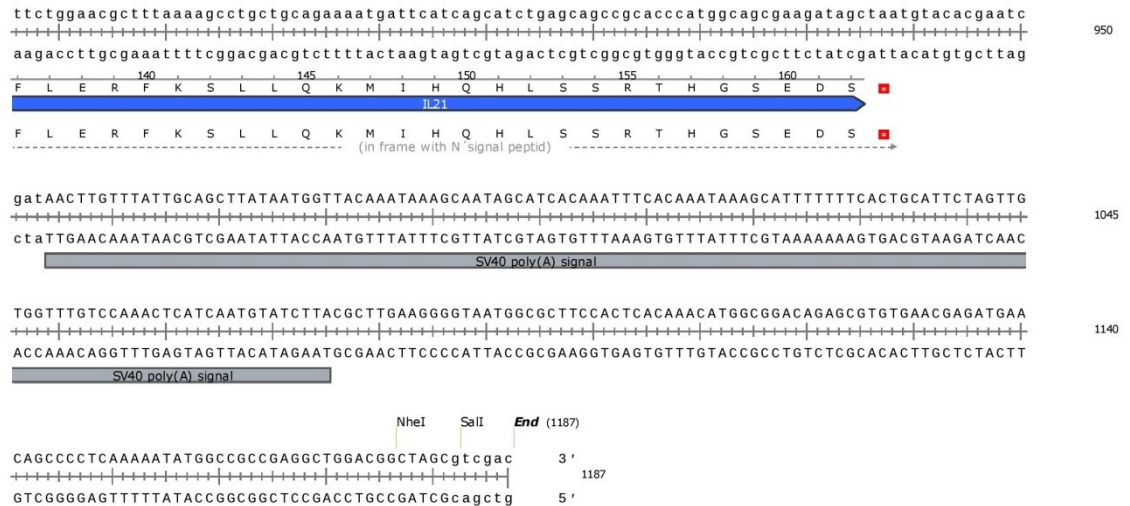 ttctggaacgctttaaaagcctgctgcagaaaatgattcatcagcatctgagcagccgcacccatggcagcgaagatagctaatgtacacgaatc 950
aagaccttgcgaaattttcggacgacgtcttttactaagtagtcgtagactcgtcggcgtgggtaccgtcgcttctatcgattacatgtgcttag
140 145 150 155 160
F L E R F K S L L Q K M I H Q H L S S R T H G S E D S *
IL21
F L E R F K S L L Q K M I H Q H L S S R T H G S E D S *
(in frame with N´signal peptid)
gatAACTTGTTTATTGCAGCTTATAATGGTTACAAATAAAGCAATAGCATCACAAATTTCACAAATAAAGCATTTTTTTCACTGCATTCTAGTTG
1045
ctaTTGAACAAATAACGTCGAATATTACCAATGTTTATTTCGTTATCGTAGTGTTTAAAGTGTTTATTTCGTAAAAAAAGTGACGTAAGATCAAC
SV40 poly(A) signal
TGGTTTGTCCAAACTCATCAATGTATCTTACGCTTGAAGGGGTAATGGCGCTTCCACTCACAAACATGGCGGACAGAGCGTGTGAACGAGATGAA
1140
ACCAAACAGGTTTGAGTAGTTACATAGAATGCGAACTTCCCCATTACCGCGAAGGTGAGTGTTTGTACCGCCTGTCTCGCACACTTGCTCTACTT
SV40 poly(A) signal
NheI SalI End (1187)
CAGCCCCTCAAAAATATGGCCGCCGAGGCTGGACGGCTAGCgtcgac 3'
1187
GTCGGGGAGTTTTTATACCGGCGGCTCCGACCTGCCGATCGcagctg 5'